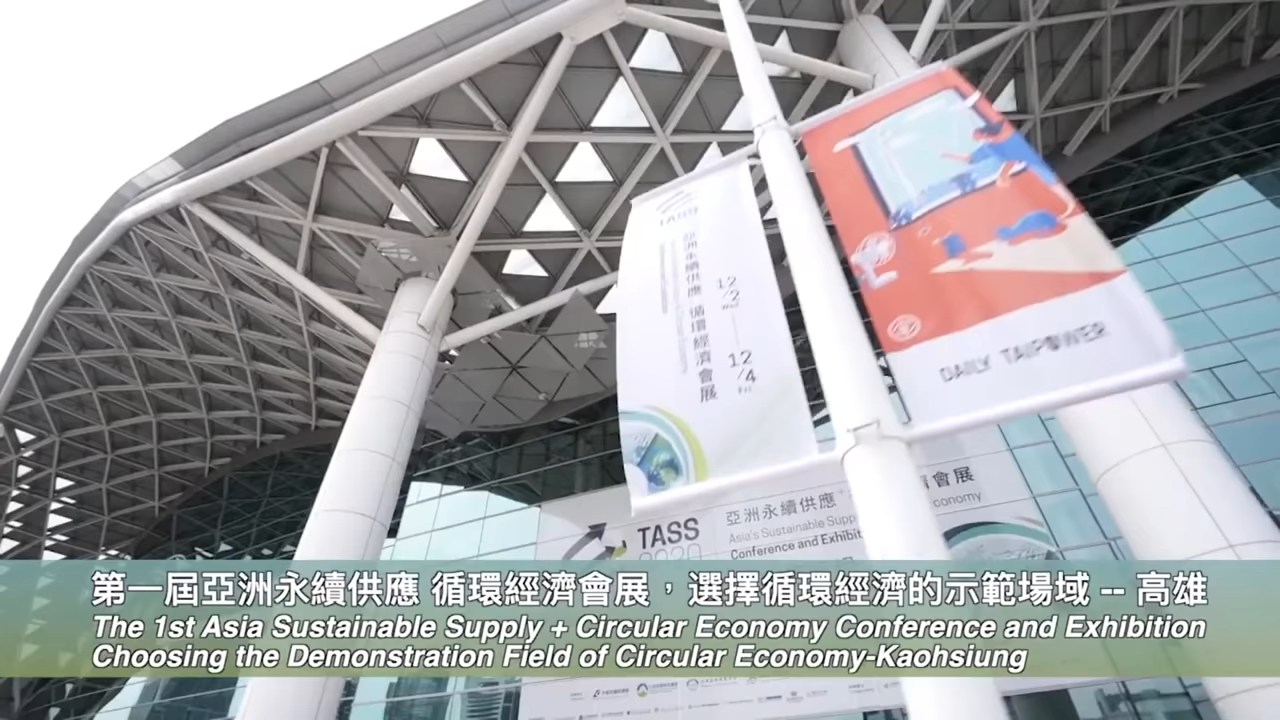 TASS
亞洲永續供應 循環經濟會展
12/2
12/4
DAILY TAIPOWER
TASS
2020
亞洲永續供應
會展
Asia's Sustainable
conomy
Conference and
第一屆亞洲永續供應 循環經濟會展，選擇循環經濟的示範場域 -- 高雄
The 1st Asia Sustainable Supply + Circular Economy Conference and Exhibition
Choosing the Demonstration Field of Circular Economy-Kaohsiung